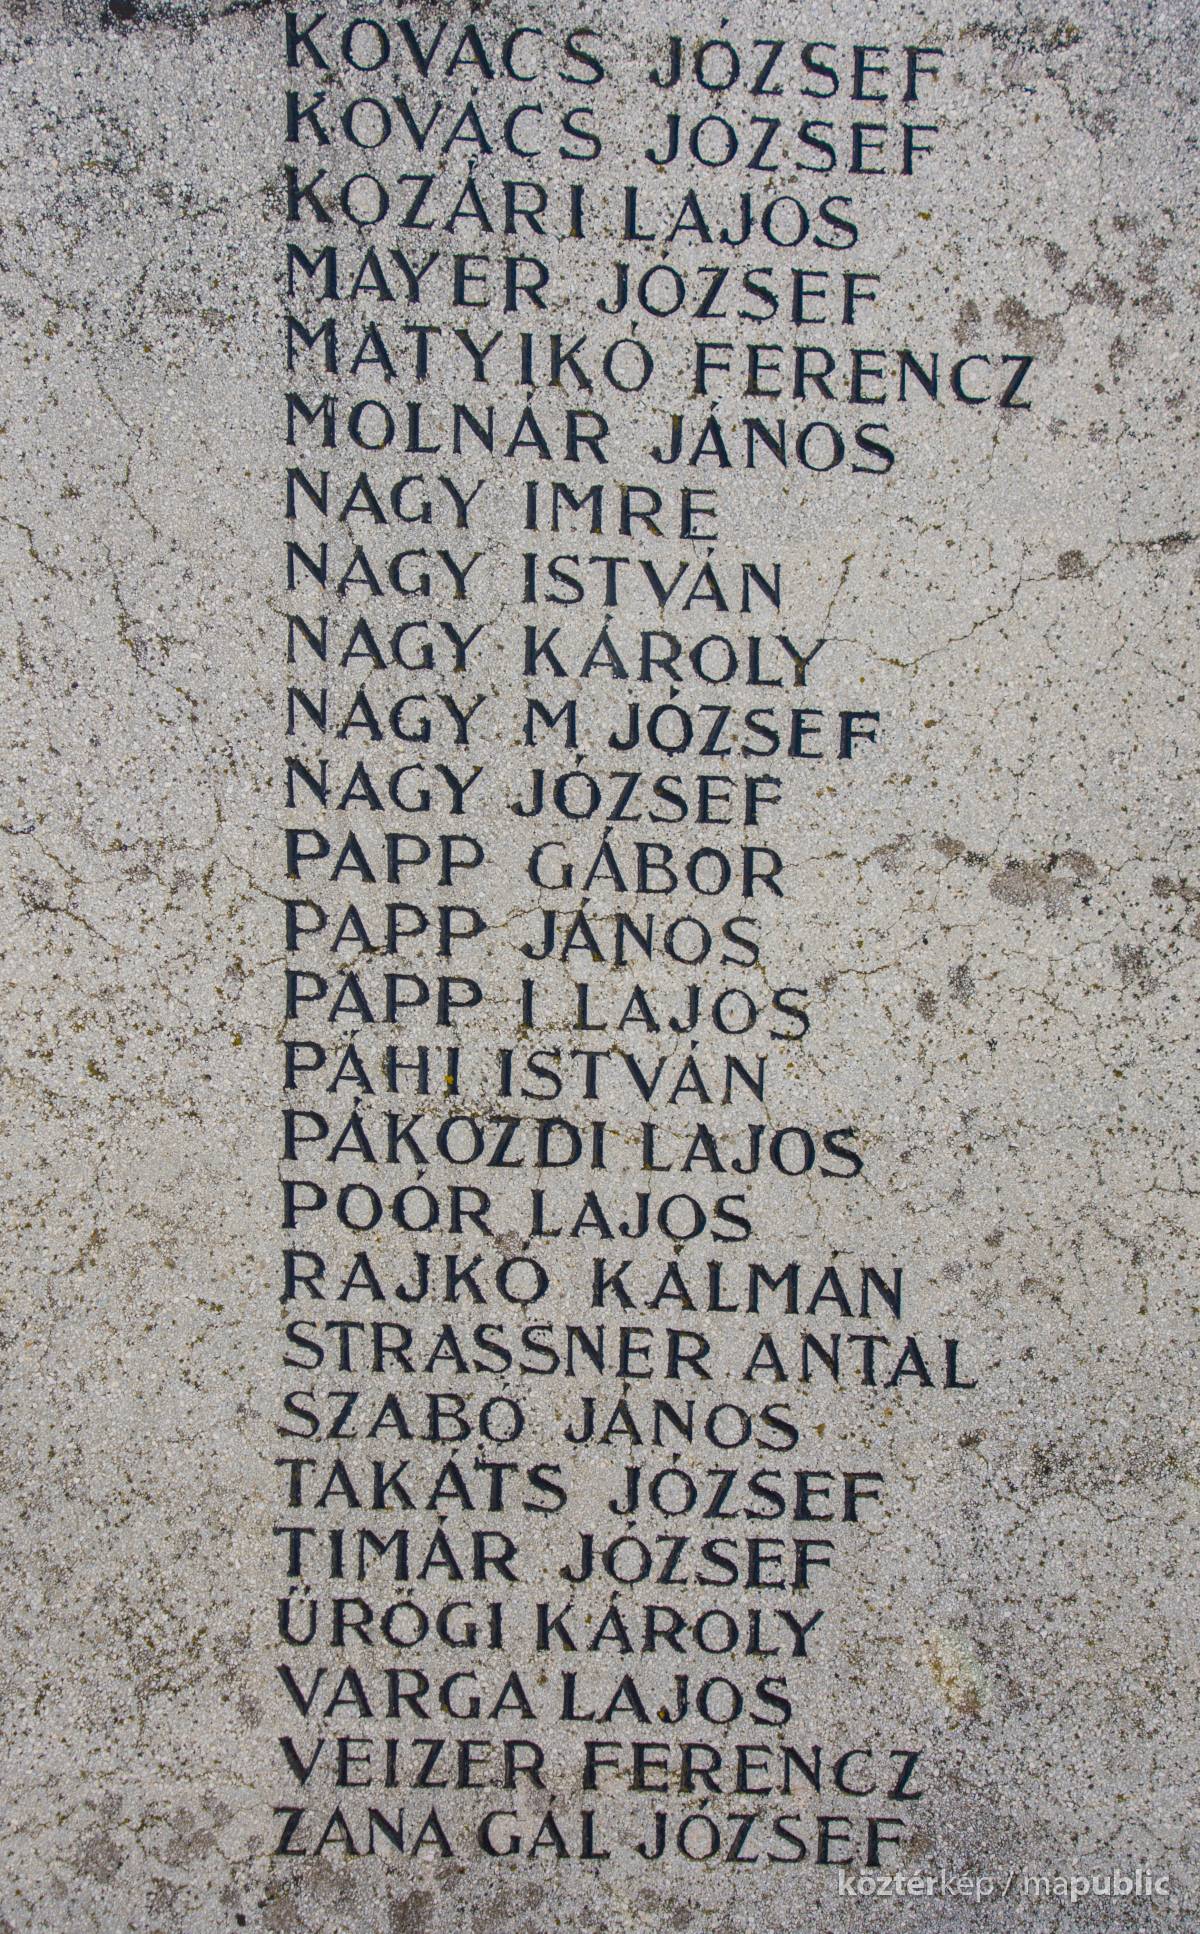 KOVÁCS JÓZSEF
KOVÁCS JÓZSEF
KOZÁRI LAJOS
MAYER JÓZSEF
MATYIKÓ FERENCZ
MOLNÁR JÁNOS
NAGY IMRE
NAGY ISTVÁN
NAGY KÁROLY
NAGY M JÓZSEF
NAGY JÓZSEF
PAPP GÁBOR
PAPP JÁNOS
PAPP I LAJOS
PÁHI ISTVÁN
PÁKOZDI LAJOS
POÓR LAJOS
RAJKÓ KÁLMÁN
STRASSNER ANTAL
SZABÓ JÁNOS
TAKÁTS JÓZSEF
TIMÁR JÓZSEF
ŰRÖGI KÁROLY
VARGA LAJOS
VEIZER FERENCZ
ZANA GÁL JÓZSEF
köztérkép / mapublic